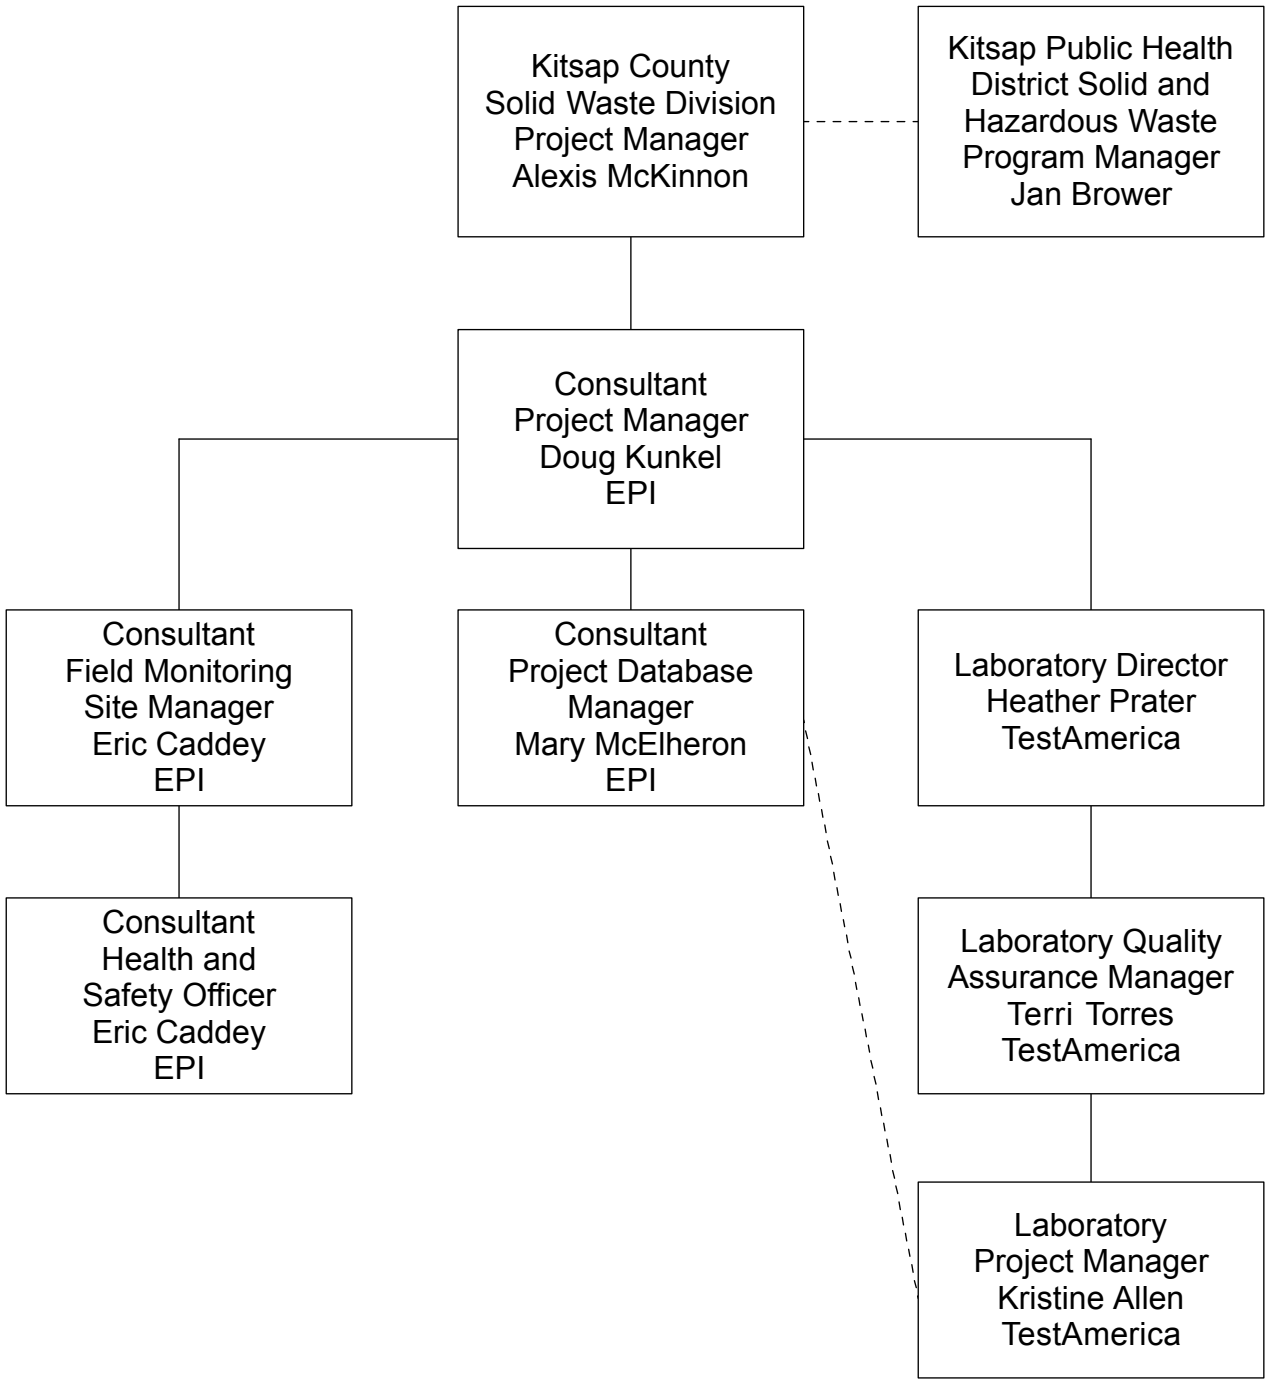 Kitsap County
Solid Waste Division
Project Manager
Alexis McKinnon
Kitsap Public Health
District Solid and
Hazardous Waste
Program Manager
Jan Brower
Consultant
Project Manager
Doug Kunkel
EPI
Consultant
Field Monitoring
Site Manager
Eric Caddey
EPI
Consultant
Project Database
Manager
Mary McElheron
EPI
Laboratory Director
Heather Prater
TestAmerica
Consultant
Health and
Safety Officer
Eric Caddey
EPI
Laboratory Quality
Assurance Manager
Terri Torres
TestAmerica
Laboratory
Project Manager
Kristine Allen
TestAmerica